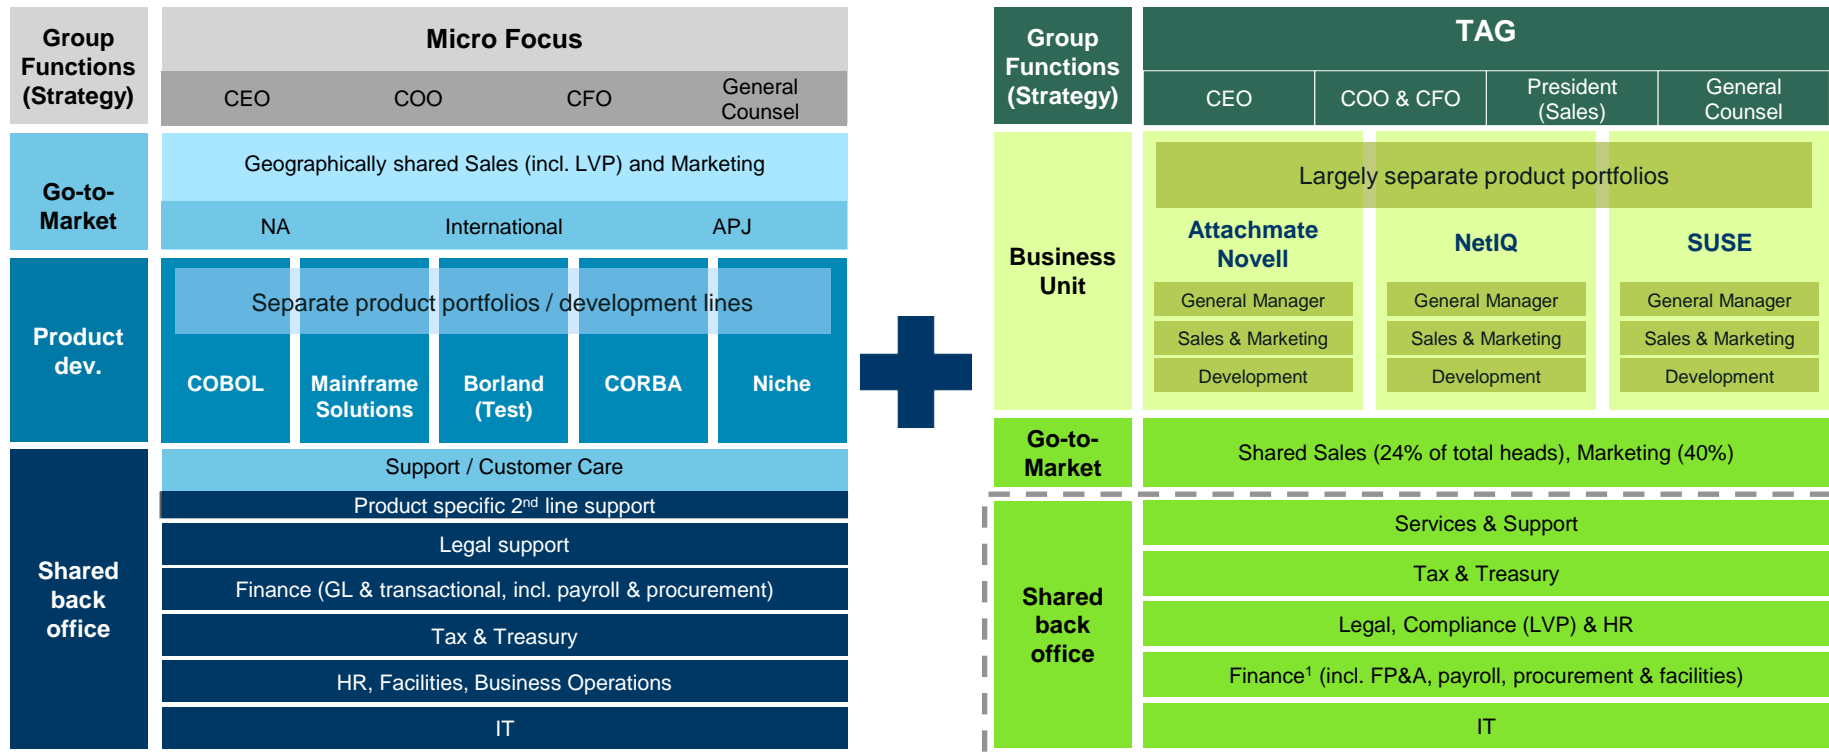 Group
Functions
(Strategy)
Micro Focus
CEO
COO
CFO
General
Counsel
Go-to-
Market
Geographically shared Sales (incl. LVP) and Marketing
NA
International
APJ
Product
dev.
Separate product portfolios / development lines
COBOL
Mainframe
Solutions
Borland
(Test)
CORBA
Niche
Shared
back
office
Support / Customer Care
Product specific 2nd line support
Legal support
Finance (GL & transactional, incl. payroll & procurement)
Tax & Treasury
HR, Facilities, Business Operations
IT
Group
Functions
(Strategy)
TAG
CEO
COO & CFO
President
(Sales)
General
Counsel
Business
Unit
Largely separate product portfolios
Attachmate
Novell
General Manager
Sales & Marketing
Development
NetIQ
General Manager
Sales & Marketing
Development
SUSE
General Manager
Sales & Marketing
Development
Go-to-
Market
Shared Sales (24% of total heads), Marketing (40%)
Shared
back
office
Services & Support
Tax & Treasury
Legal, Compliance (LVP) & HR
Finance1 (incl. FP&A, payroll, procurement & facilities)
IT